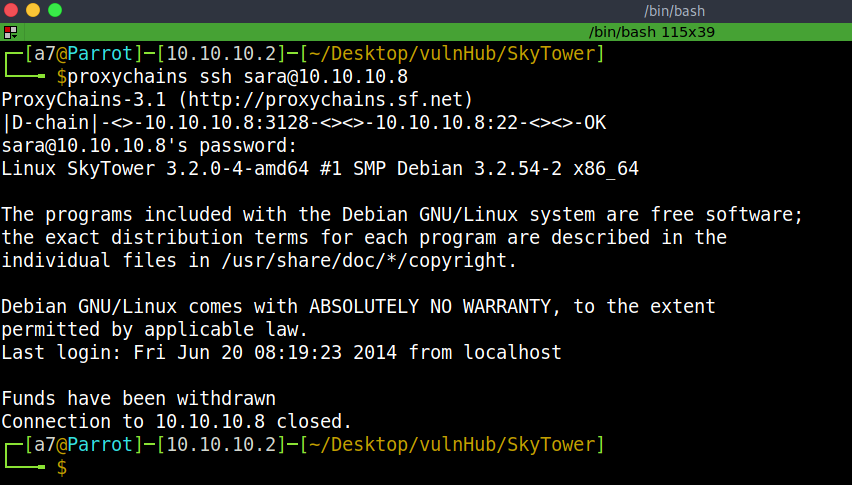 /bin/bash
/bin/bash 115x39
┌─[a7@Parrot]─[10.10.10.2]─[~/Desktop/vulnHub/SkyTower]
└──╼ $proxychains ssh sara@10.10.10.8
ProxyChains-3.1 (http://proxychains.sf.net)
|D-chain|-<>-10.10.10.8:3128-<><>-10.10.10.8:22-<><>-OK
sara@10.10.10.8's password:
Linux SkyTower 3.2.0-4-amd64 #1 SMP Debian 3.2.54-2 x86_64
The programs included with the Debian GNU/Linux system are free software;
the exact distribution terms for each program are described in the
individual files in /usr/share/doc/*/copyright.
Debian GNU/Linux comes with ABSOLUTELY NO WARRANTY, to the extent
permitted by applicable law.
Last login: Fri Jun 20 08:19:23 2014 from localhost
Funds have been withdrawn
Connection to 10.10.10.8 closed.
┌─[a7@Parrot]─[10.10.10.2]─[~/Desktop/vulnHub/SkyTower]
└──╼ $